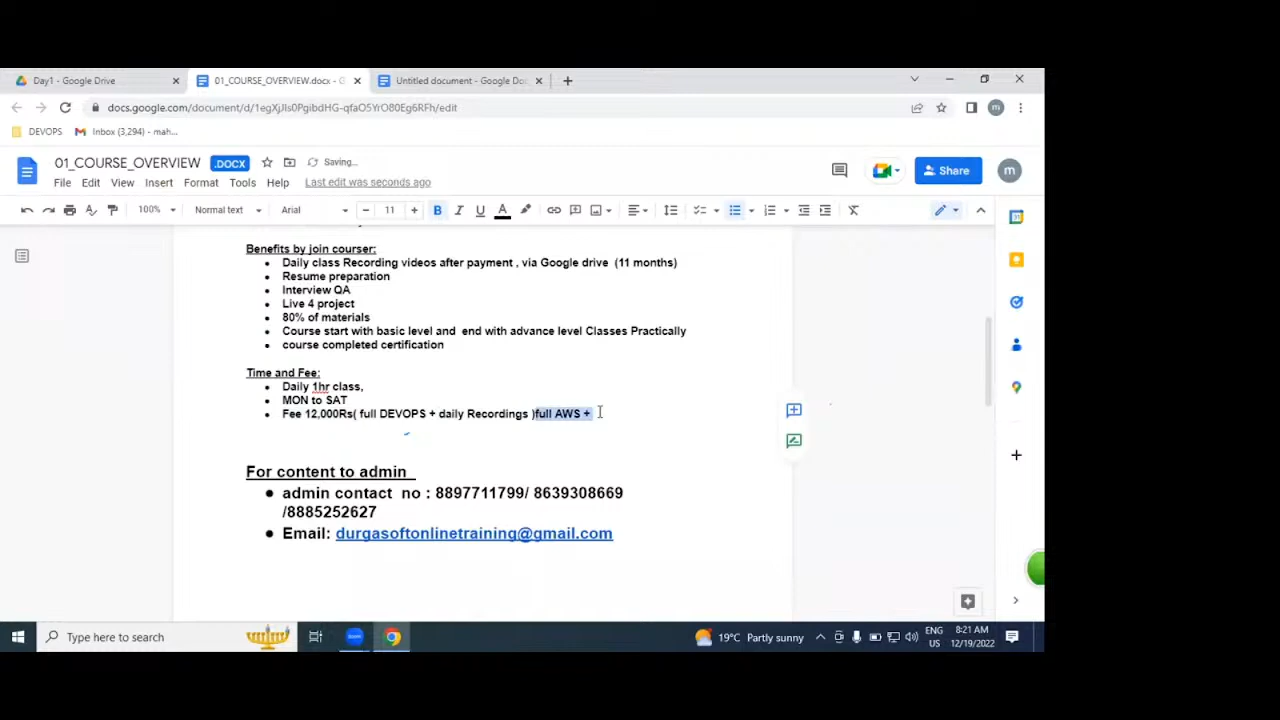 Day1 - Google Drive
01_COURSE_OVERVIEW.docx - G
Untitled document - Google Doc
docs.google.com/document/d/1egXjJIs0PgibdHG-qfaO5YrO80Eg6RFh/edit
DEVOPS
Inbox (3,294) - mah...
m
01_COURSE_OVERVIEW
.DOCX
Saving...
File Edit View Insert Format Tools Help
Last edit was seconds ago
Share
m
100%
Normal text
Arial
- 11 +
B I U A
Benefits by join courser:
● Daily class Recording videos after payment , via Google drive (11 months)
● Resume preparation
● Interview QA
● Live 4 project
● 80% of materials
● Course start with basic level and end with advance level Classes Practically
● course completed certification
Time and Fee:
● Daily 1hr class,
● MON to SAT
● Fee 12,000Rs( full DEVOPS + daily Recordings )full AWS +
For content to admin
● admin contact no : 8897711799/ 8639308669
/8885252627
● Email: durgasoftonlinetraining@gmail.com
Type here to search
19°C Partly sunny
ENG
US
8:21 AM
12/19/2022